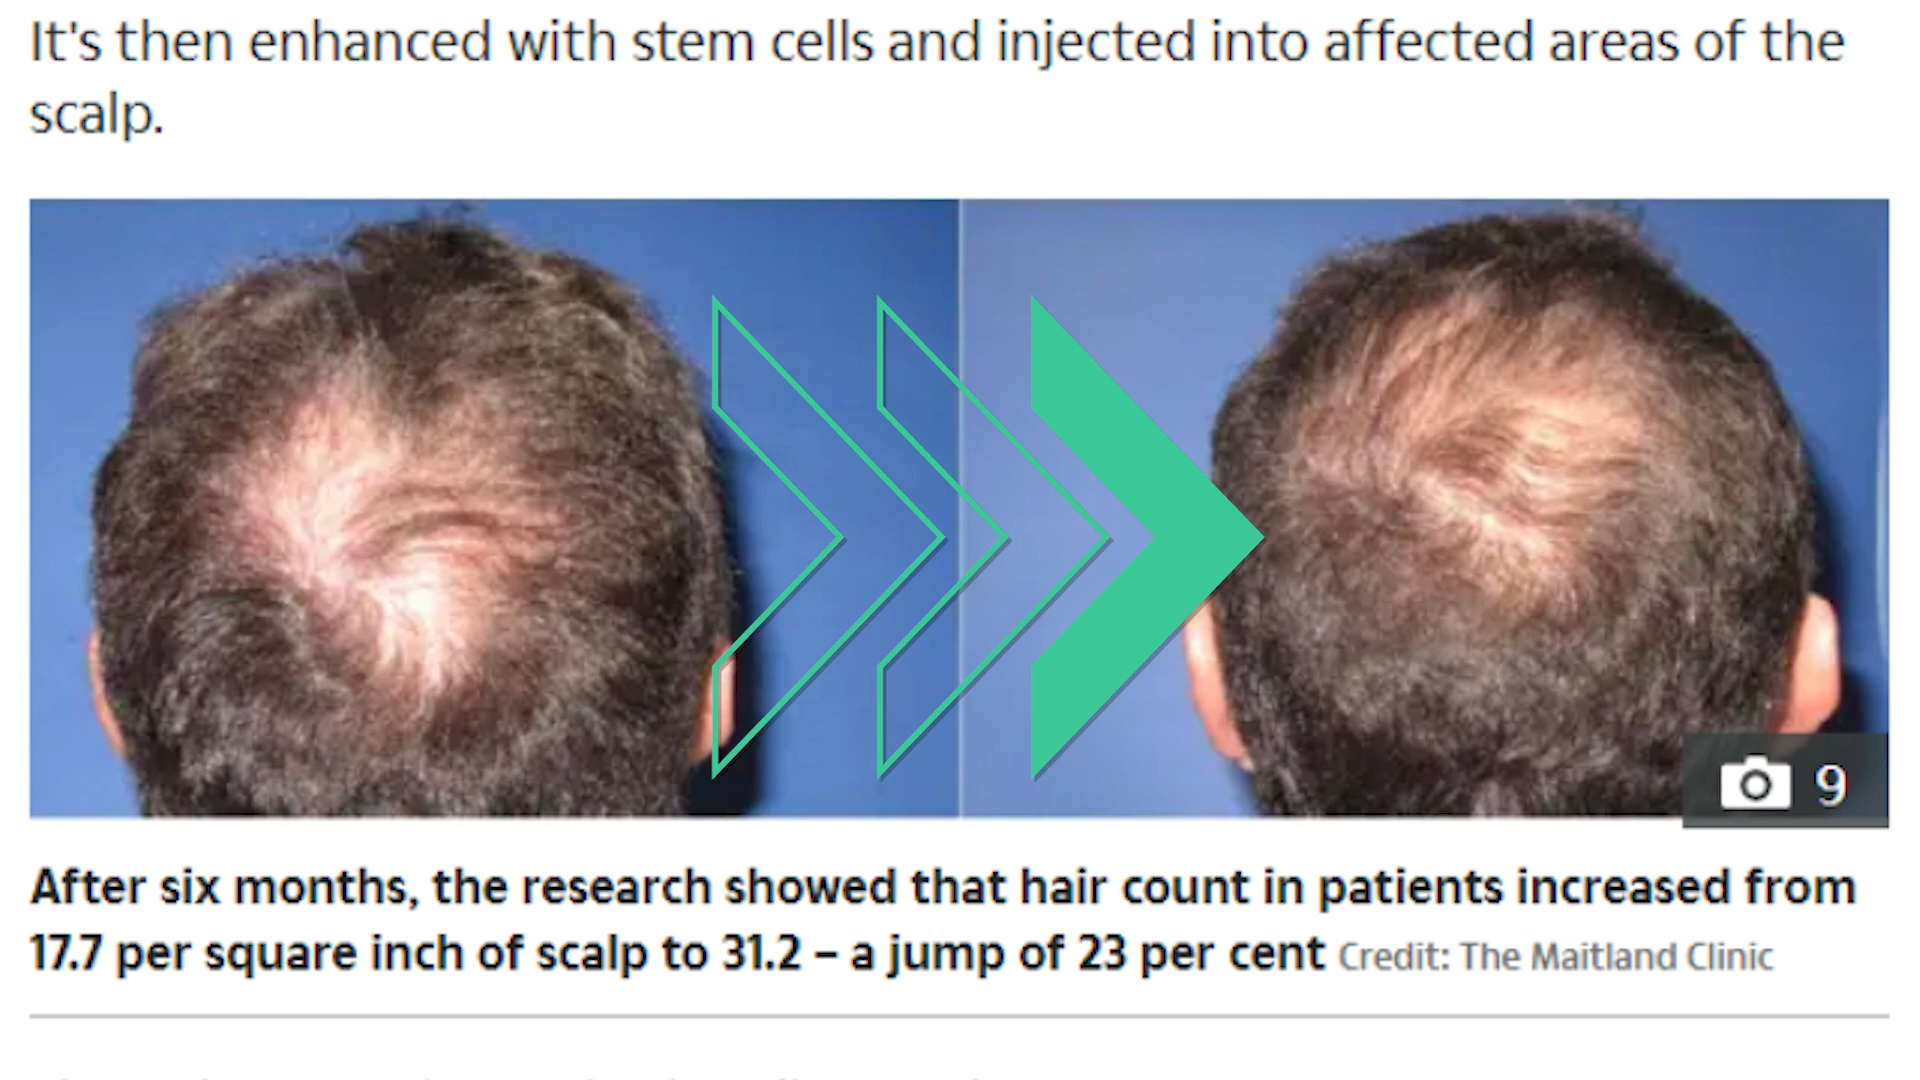 It's then enhanced with stem cells and injected into affected areas of the
scalp.
9
After six months, the research showed that hair count in patients increased from
17.7 per square inch of scalp to 31.2 – a jump of 23 per cent Credit: The Maitland Clinic